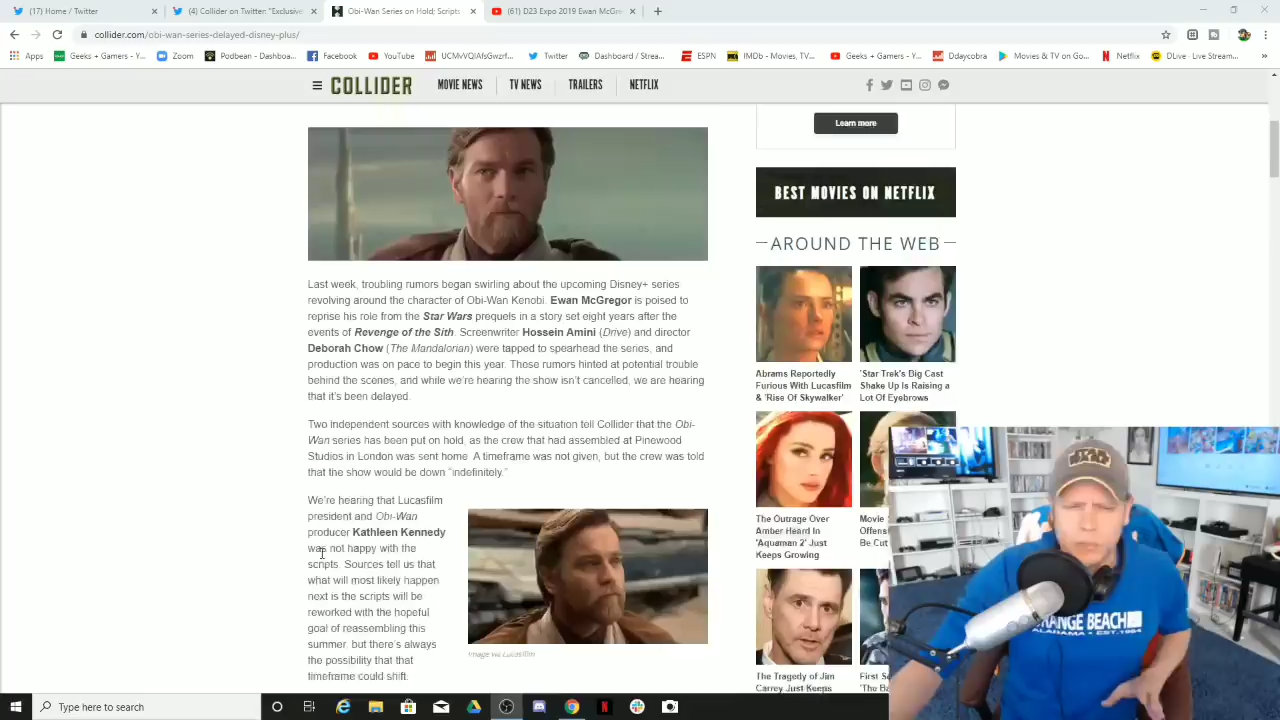 (17) Home / Twitter
(4) Collider on Twitter: "Exclusive
Obi-Wan Series on Hold; Scripts
(61) D23 Expo 2019 Ewan McGre
collider.com/obi-wan-series-delayed-disney-plus/
Apps
Geeks + Gamers - Y...
Zoom
Podbean - Dashboa...
Facebook
YouTube
UCMvVQIAfsGwzrf...
Twitter
Dashboard / Strea...
ESPN
IMDb - Movies, TV...
Geeks + Gamers - Y...
Ddaycobra
Movies & TV on Go...
Netflix
DLive · Live Stream...
COLLIDER
MOVIE NEWS
TV NEWS
TRAILERS
NETFLIX
Learn more
BEST MOVIES ON NETFLIX
AROUND THE WEB
Last week, troubling rumors began swirling about the upcoming Disney+ series
revolving around the character of Obi-Wan Kenobi. Ewan McGregor is poised to
reprise his role from the Star Wars prequels in a story set eight years after the
events of Revenge of the Sith. Screenwriter Hossein Amini (Drive) and director
Deborah Chow (The Mandalorian) were tapped to spearhead the series, and
production was on pace to begin this year. Those rumors hinted at potential trouble
behind the scenes, and while we're hearing the show isn't cancelled, we are hearing
that it's been delayed.
Two independent sources with knowledge of the situation tell Collider that the Obi-
Wan series has been put on hold, as the crew that had assembled at Pinewood
Studios in London was sent home. A timeframe was not given, but the crew was told
that the show would be down "indefinitely."
We're hearing that Lucasfilm
president and Obi-Wan
producer Kathleen Kennedy
was not happy with the
scripts. Sources tell us that
what will most likely happen
next is the scripts will be
reworked with the hopeful
goal of reassembling this
summer, but there's always
the possibility that that
timeframe could shift.
Image via Lucasfilm
Abrams Reportedly
Furious With Lucasfilm
& 'Rise Of Skywalker'
'Star Trek's Big Cast
Shake Up Is Raising a
Lot Of Eyebrows
The Outrage Over
Amber Heard In
'Aquaman 2' Just
Keeps Growing
Movie
Offens
Be Cut
The Tragedy of Jim
Carrey Just Keeps
First
'The Ba
STAR WARS
RANGE BEACH
ALABAMA • EST.1984
Type here to search